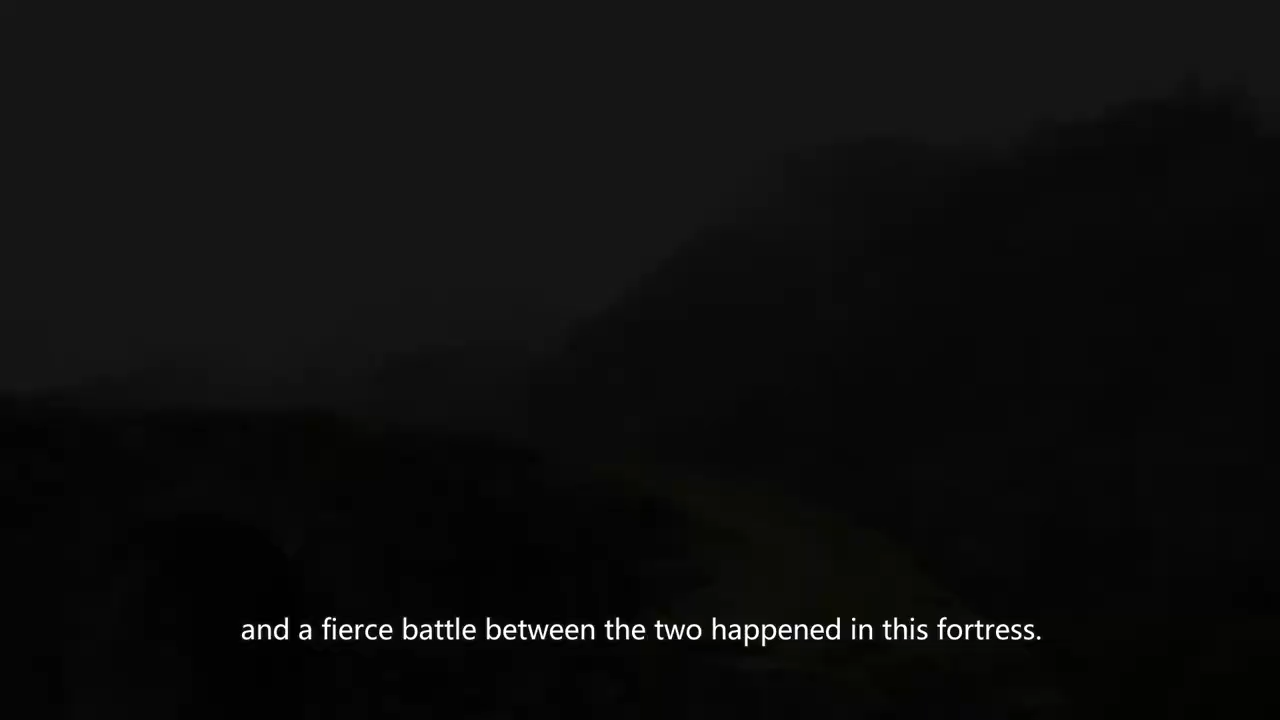 and a fierce battle between the two happened in this fortress.